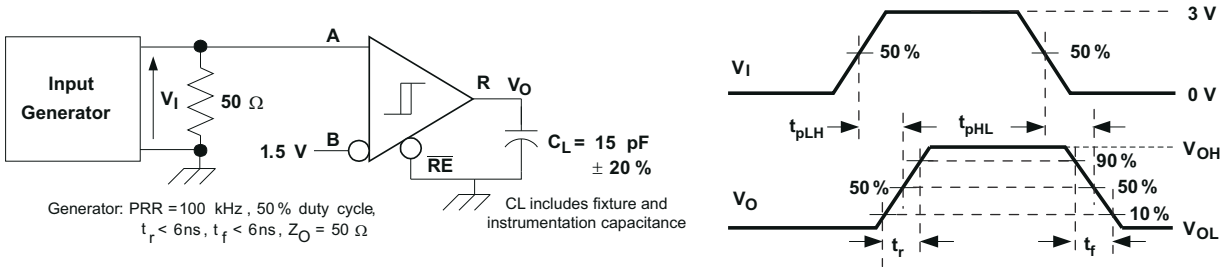 Input
Generator
V_I
50 Ω
A
1.5 V
B
R
V_O
R̅E̅
C_L = 15 pF
± 20 %
Generator: PRR = 100 kHz , 50 % duty cycle,
t_r < 6ns , t_f < 6ns , Z_O = 50 Ω
CL includes fixture and
instrumentation capacitance
3 V
50 %
50 %
V_I
0 V
t_pLH
t_pHL
V_OH
90 %
50 %
50 %
V_O
10 %
V_OL
t_r
t_f